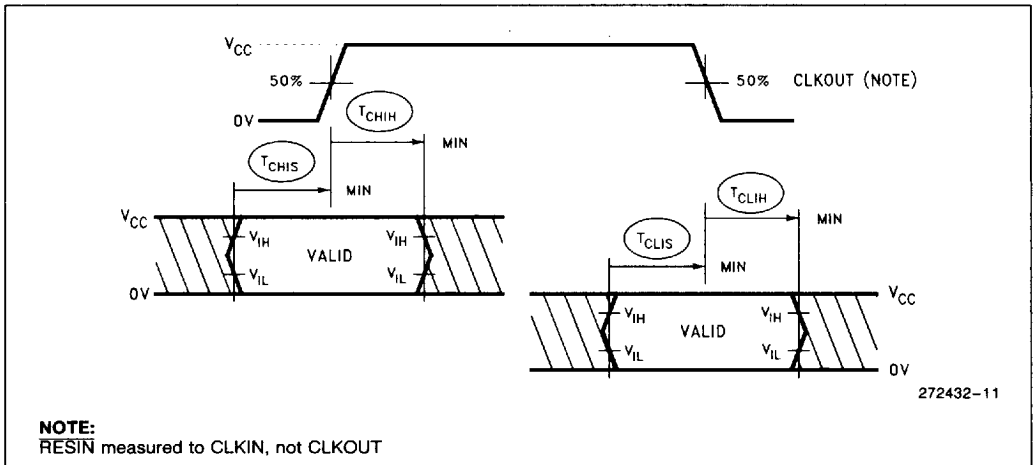 VCC
50% 50% CLKOUT (NOTE)
0V
TCHIH
MIN
TCHIS
MIN
TCLIH
MIN
TCLIS
MIN
VCC
VIH VALID VIH
VIL VIL
0V
VCC
VIH VALID VIH
VIL VIL
0V
272432–11
NOTE:
RESIN measured to CLKIN, not CLKOUT